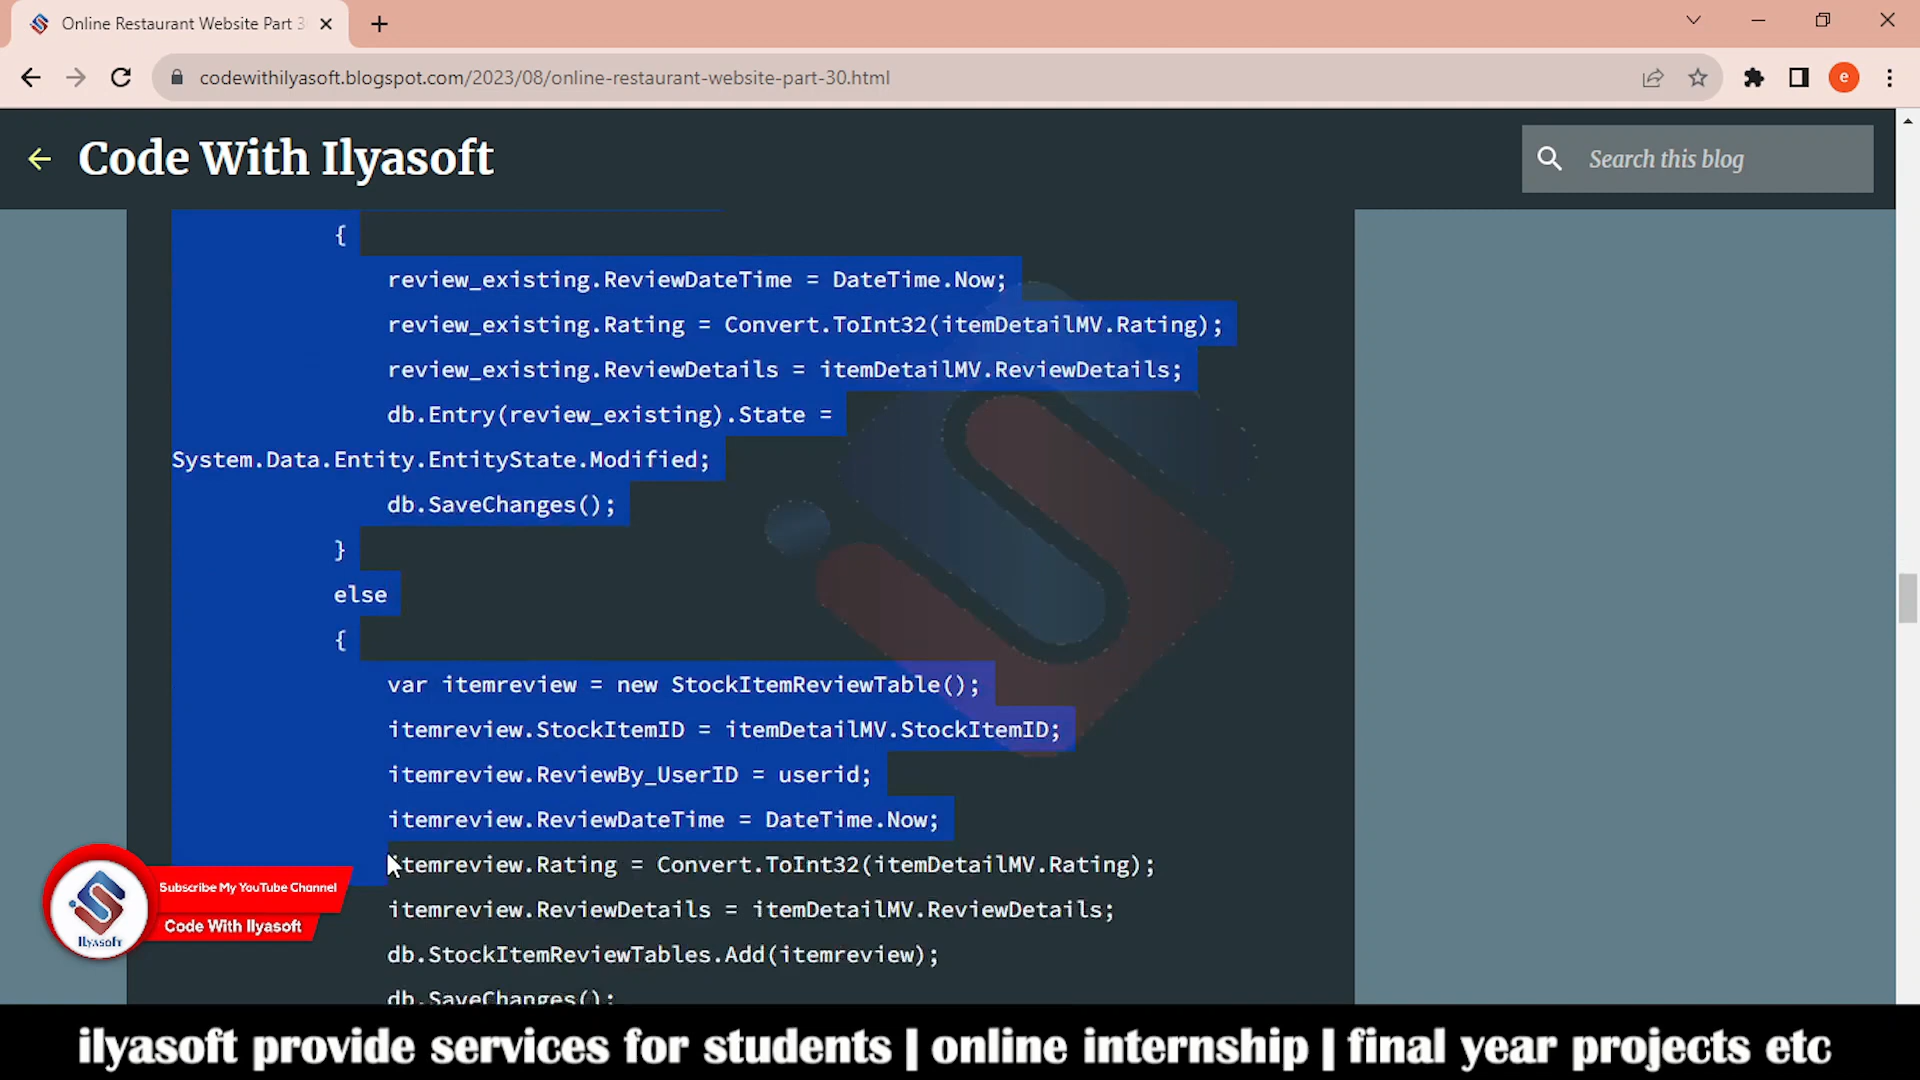 Online Restaurant Website Part 3
codewithilyasoft.blogspot.com/2023/08/online-restaurant-website-part-30.html
e
Code With Ilyasoft
Search this blog
{
review_existing.ReviewDateTime = DateTime.Now;
review_existing.Rating = Convert.ToInt32(itemDetailMV.Rating);
review_existing.ReviewDetails = itemDetailMV.ReviewDetails;
db.Entry(review_existing).State =
System.Data.Entity.EntityState.Modified;
db.SaveChanges();
}
else
{
var itemreview = new StockItemReviewTable();
itemreview.StockItemID = itemDetailMV.StockItemID;
itemreview.ReviewBy_UserID = userid;
itemreview.ReviewDateTime = DateTime.Now;
itemreview.Rating = Convert.ToInt32(itemDetailMV.Rating);
itemreview.ReviewDetails = itemDetailMV.ReviewDetails;
db.StockItemReviewTables.Add(itemreview);
db.SaveChanges();
Subscribe My YouTube Channel
Code With Ilyasoft
Ilyasoft
ilyasoft provide services for students | online internship | final year projects etc